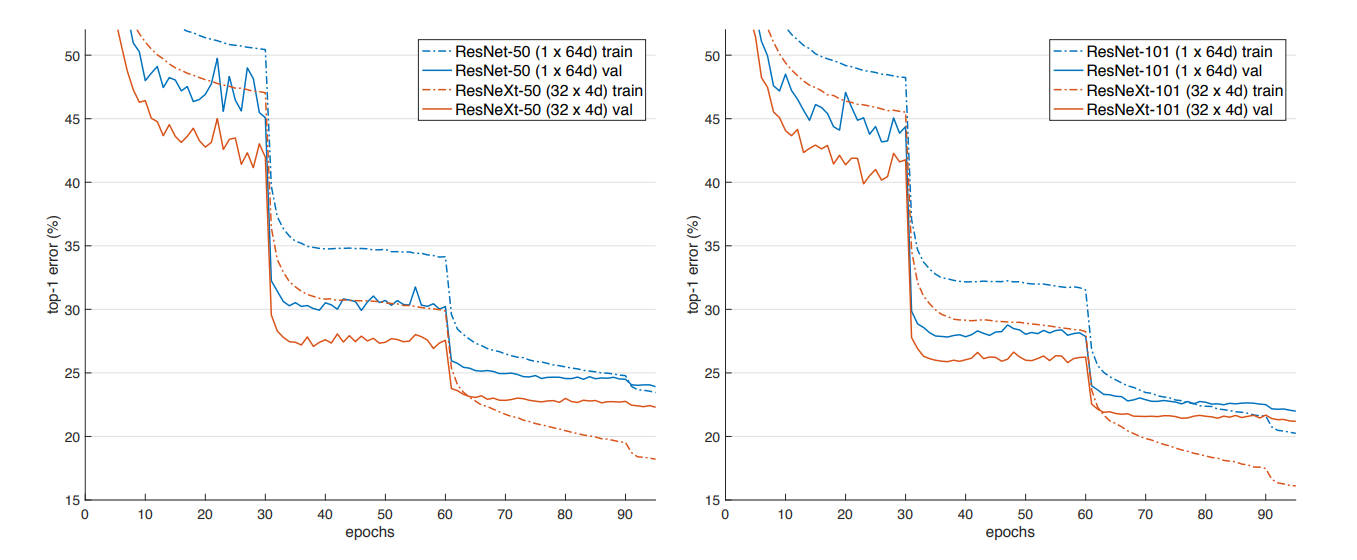 50
45
40
35
30
25
20
15
top-1 error (%)
0 10 20 30 40 50 60 70 80 90
epochs
ResNet-50 (1 x 64d) train
ResNet-50 (1 x 64d) val
ResNeXt-50 (32 x 4d) train
ResNeXt-50 (32 x 4d) val
50
45
40
35
30
25
20
15
top-1 error (%)
0 10 20 30 40 50 60 70 80 90
epochs
ResNet-101 (1 x 64d) train
ResNet-101 (1 x 64d) val
ResNeXt-101 (32 x 4d) train
ResNeXt-101 (32 x 4d) val